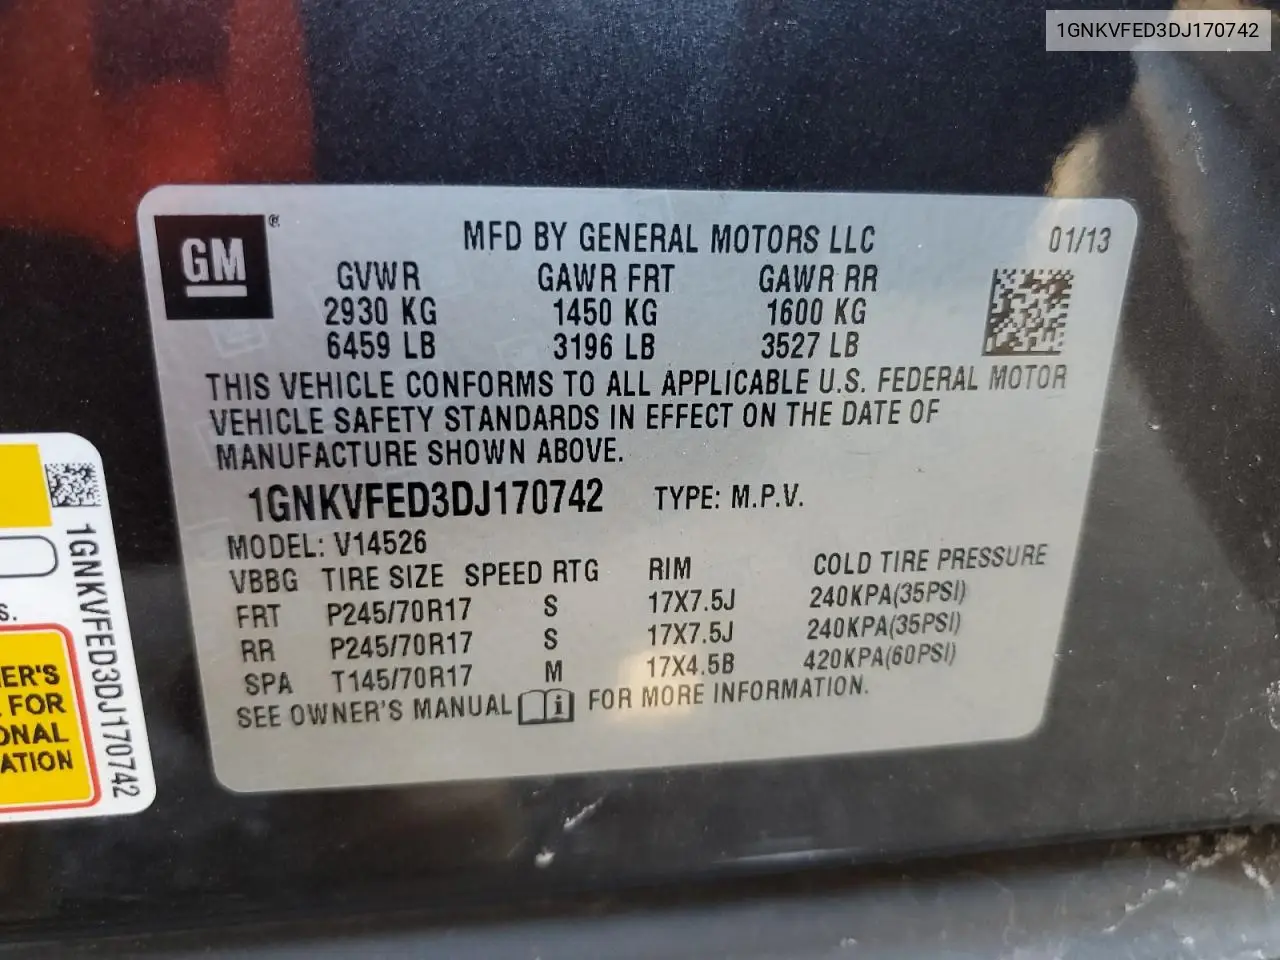 1GNKVFED3DJ170742
GM ®
MFD BY GENERAL MOTORS LLC 01/13
GVWR GAWR FRT GAWR RR
2930 KG 1450 KG 1600 KG
6459 LB 3196 LB 3527 LB
THIS VEHICLE CONFORMS TO ALL APPLICABLE U.S. FEDERAL MOTOR
VEHICLE SAFETY STANDARDS IN EFFECT ON THE DATE OF
MANUFACTURE SHOWN ABOVE.
1GNKVFED3DJ170742 TYPE: M.P.V.
MODEL: V14526
VBBG TIRE SIZE SPEED RTG RIM COLD TIRE PRESSURE
FRT P245/70R17 S 17X7.5J 240KPA(35PSI)
RR P245/70R17 S 17X7.5J 240KPA(35PSI)
SPA T145/70R17 M 17X4.5B 420KPA(60PSI)
SEE OWNER'S MANUAL i FOR MORE INFORMATION.
1GNKVFED3DJ170742
S.
ER'S
FOR
ONAL
ATION